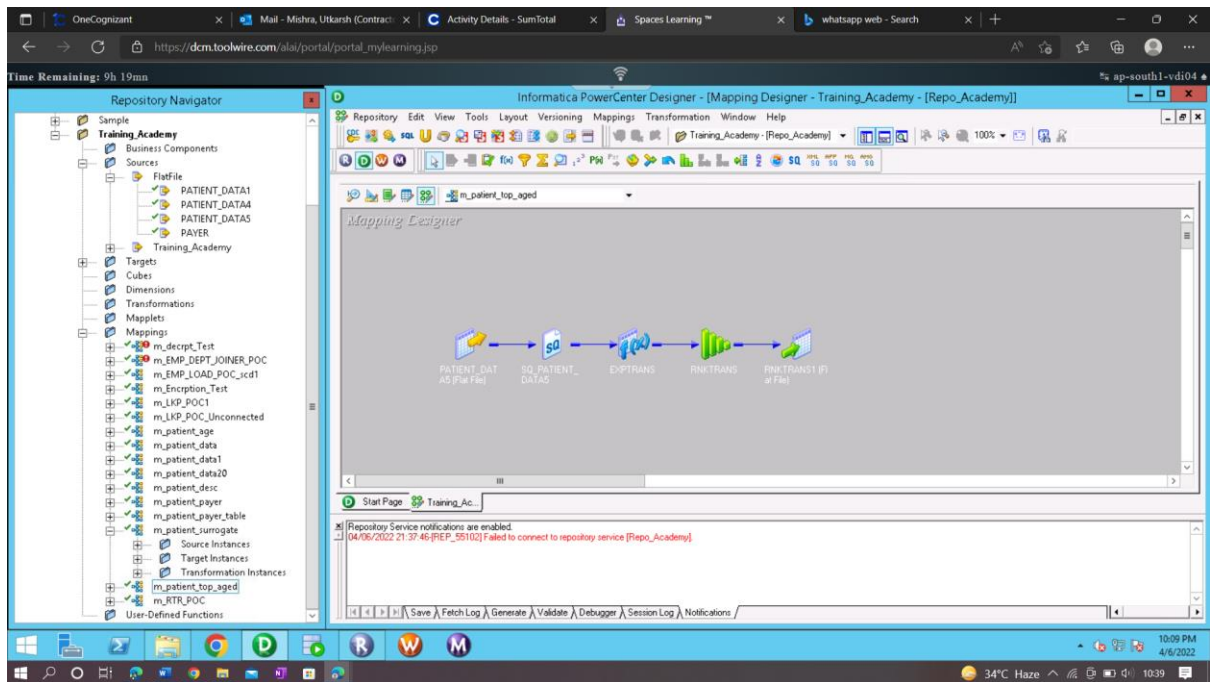 OneCognizant
Mail - Mishra, Utkarsh (Contract
Activity Details - SumTotal
Spaces Learning ™
whatsapp web - Search
https://dcm.toolwire.com/alai/portal/portal_mylearning.jsp
Time Remaining: 9h 19mn
ap-south1-vdi04
Repository Navigator
Informatica PowerCenter Designer - [Mapping Designer - Training_Academy - [Repo_Academy]]
Repository Edit View Tools Layout Versioning Mappings Transformation Window Help
Training_Academy - [Repo_Academy]
100%
m_patient_top_aged
Sample
Training_Academy
Business Components
Sources
FlatFile
PATIENT_DATA1
PATIENT_DATA4
PATIENT_DATA5
PAYER
Training_Academy
Targets
Cubes
Dimensions
Transformations
Mapplets
Mappings
m_decrpt_Test
m_EMP_DEPT_JOINER_POC
m_EMP_LOAD_POC_scd1
m_Encrption_Test
m_LKP_POC1
m_LKP_POC_Unconnected
m_patient_age
m_patient_data
m_patient_data1
m_patient_data20
m_patient_desc
m_patient_payer
m_patient_payer_table
m_patient_surrogate
Source Instances
Target Instances
Transformation Instances
m_patient_top_aged
m_RTR_POC
User-Defined Functions
Mapping Designer
PATIENT_DAT
A5 (Flat File)
SQ_PATIENT_
DATA5
EXPTRANS
RNKTRANS
RNKTRANS1 (Fl
at File)
Start Page
Training_Ac...
Repository Service notifications are enabled.
04/06/2022 21:37:46-[REP_55102] Failed to connect to repository service [Repo_Academy].
Save
Fetch Log
Generate
Validate
Debugger
Session Log
Notifications
10:09 PM
4/6/2022
34°C Haze
10:39